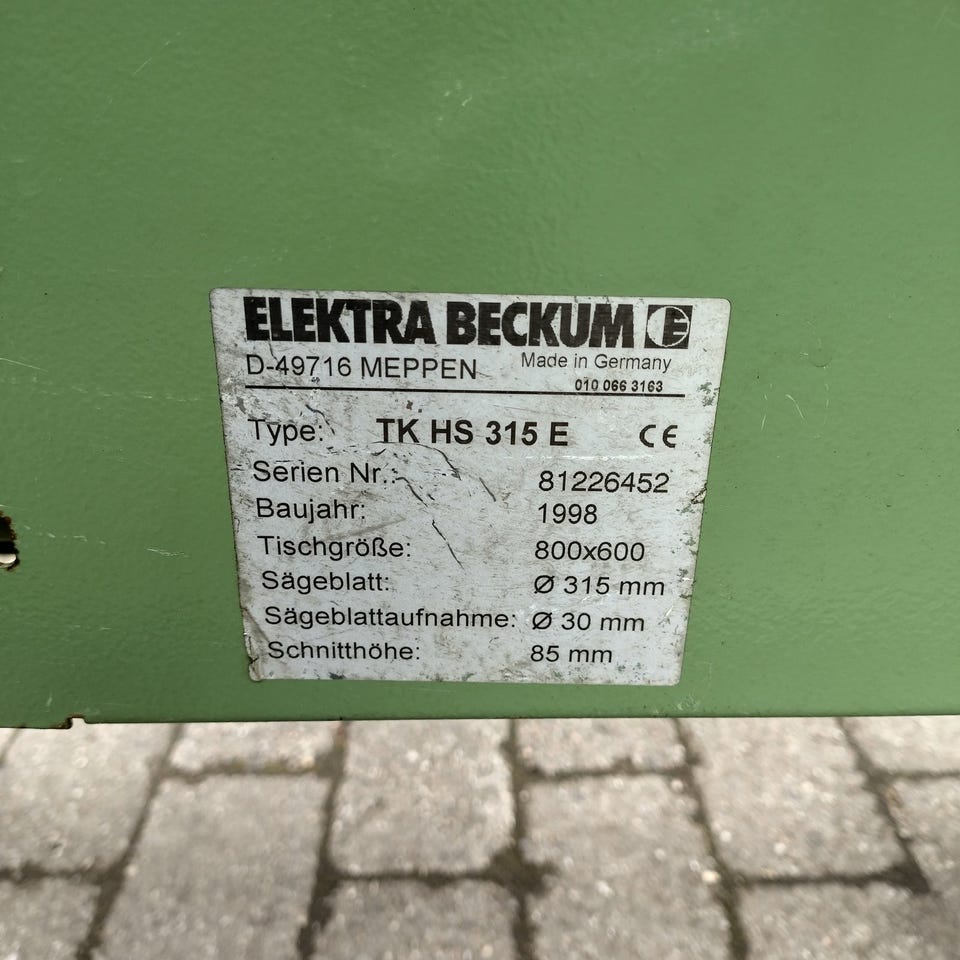 ELEKTRA BECKUM E
D-49716 MEPPEN Made in Germany
010 066 3163
Type: TK HS 315 E CE
Serien Nr.: 81226452
Baujahr: 1998
Tischgröße: 800x600
Sägeblatt: Ø 315 mm
Sägeblattaufnahme: Ø 30 mm
Schnitthöhe: 85 mm